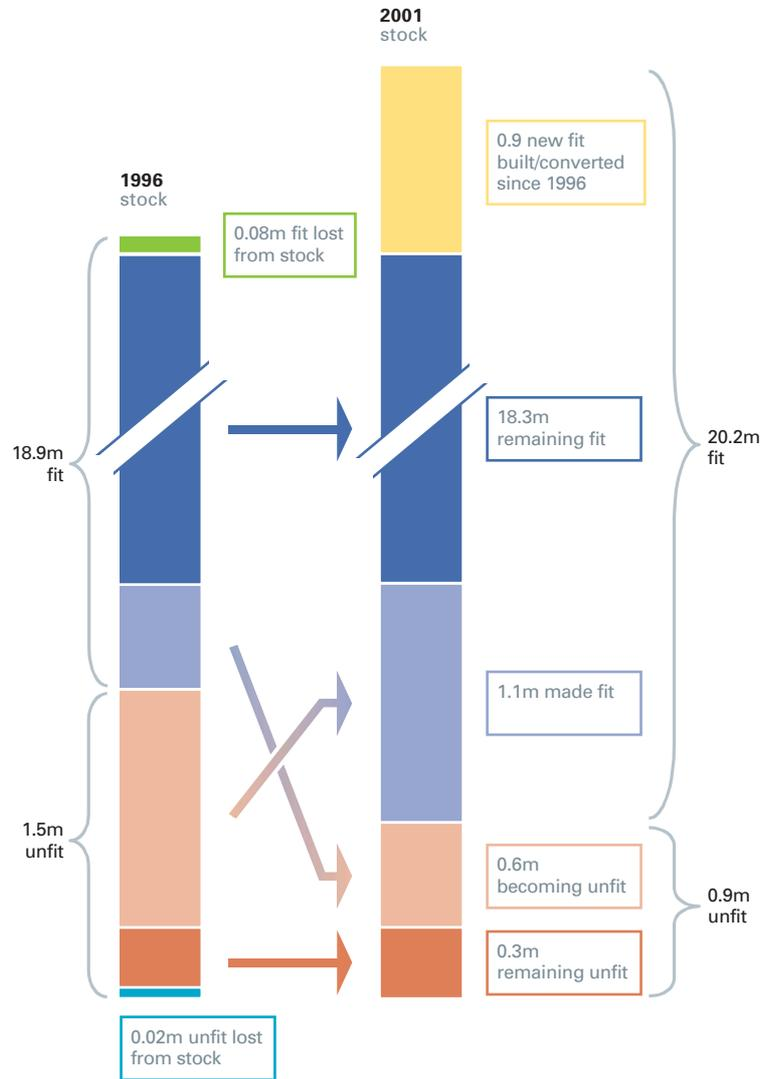 2001
stock
0.9 new fit
built/converted
since 1996
1996
stock
0.08m fit lost
from stock
18.3m
remaining fit
20.2m
fit
18.9m
fit
1.1m made fit
1.5m
unfit
0.6m
becoming unfit
0.9m
unfit
0.3m
remaining unfit
0.02m unfit lost
from stock